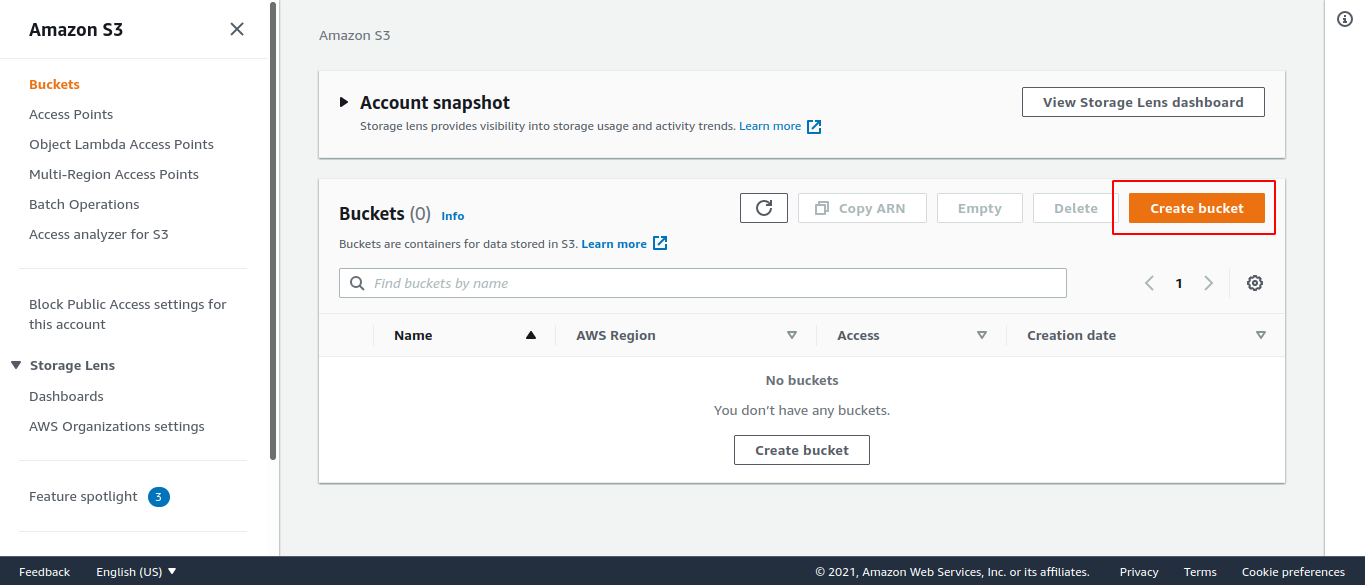 Amazon S3
Buckets
Access Points
Object Lambda Access Points
Multi-Region Access Points
Batch Operations
Access analyzer for S3
Block Public Access settings for
this account
Storage Lens
Dashboards
AWS Organizations settings
Feature spotlight 3
Amazon S3
Account snapshot
Storage lens provides visibility into storage usage and activity trends. Learn more
View Storage Lens dashboard
Buckets (0) Info
Copy ARN Empty Delete Create bucket
Buckets are containers for data stored in S3. Learn more
Find buckets by name
1
Name AWS Region Access Creation date
No buckets
You don’t have any buckets.
Create bucket
Feedback English (US) © 2021, Amazon Web Services, Inc. or its affiliates. Privacy Terms Cookie preferences